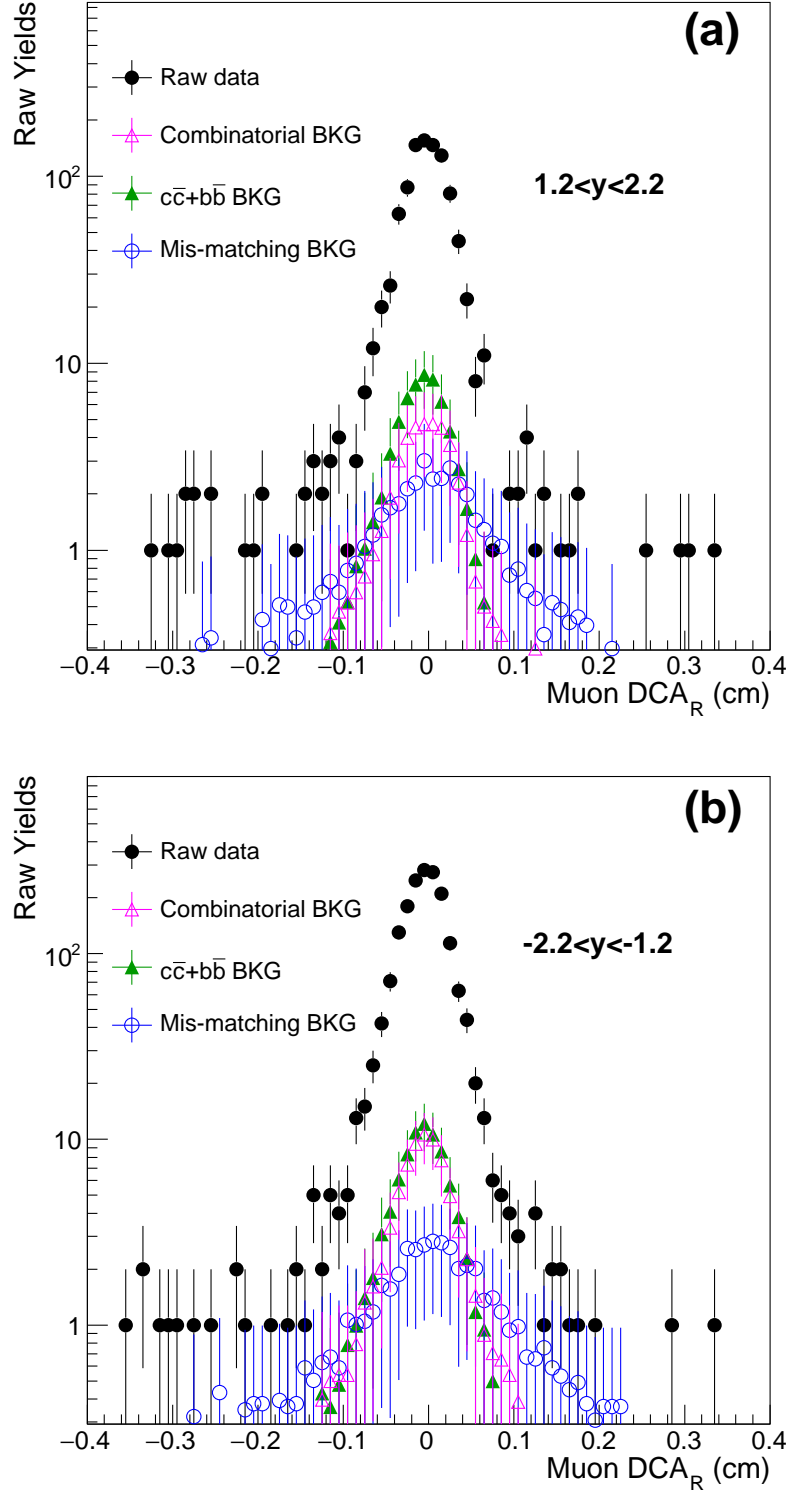 (a)
Raw Yields
Raw data
Combinatorial BKG
cc̅+bb̅ BKG
Mis-matching BKG
1.2<y<2.2
10²
10
1
−0.4 −0.3 −0.2 −0.1 0 0.1 0.2 0.3 0.4
Muon DCA_R (cm)
(b)
Raw Yields
Raw data
Combinatorial BKG
cc̅+bb̅ BKG
Mis-matching BKG
-2.2<y<-1.2
10²
10
1
−0.4 −0.3 −0.2 −0.1 0 0.1 0.2 0.3 0.4
Muon DCA_R (cm)